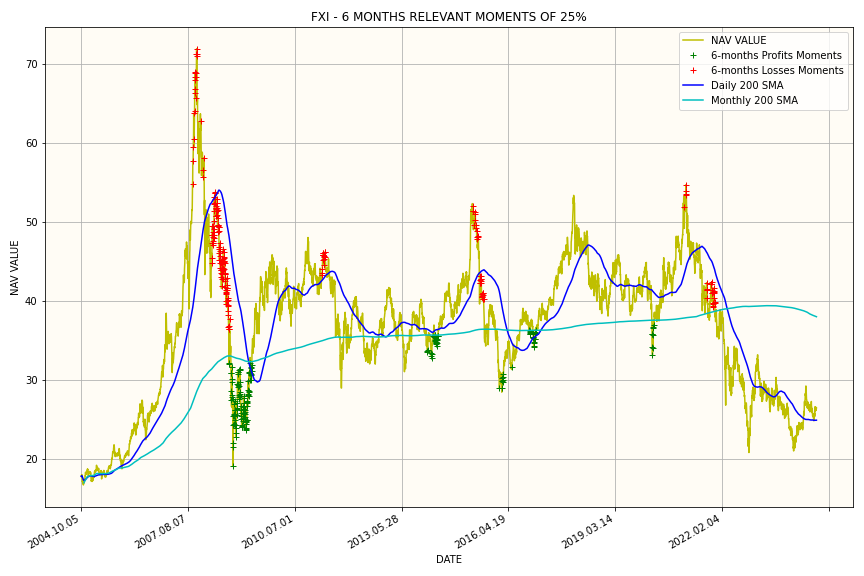 FXI - 6 MONTHS RELEVANT MOMENTS OF 25%
NAV VALUE
6-months Profits Moments
6-months Losses Moments
Daily 200 SMA
Monthly 200 SMA
70
60
50
40
30
20
NAV VALUE
2004.10.05
2007.08.07
2010.07.01
2013.05.28
2016.04.19
2019.03.14
2022.02.04
DATE